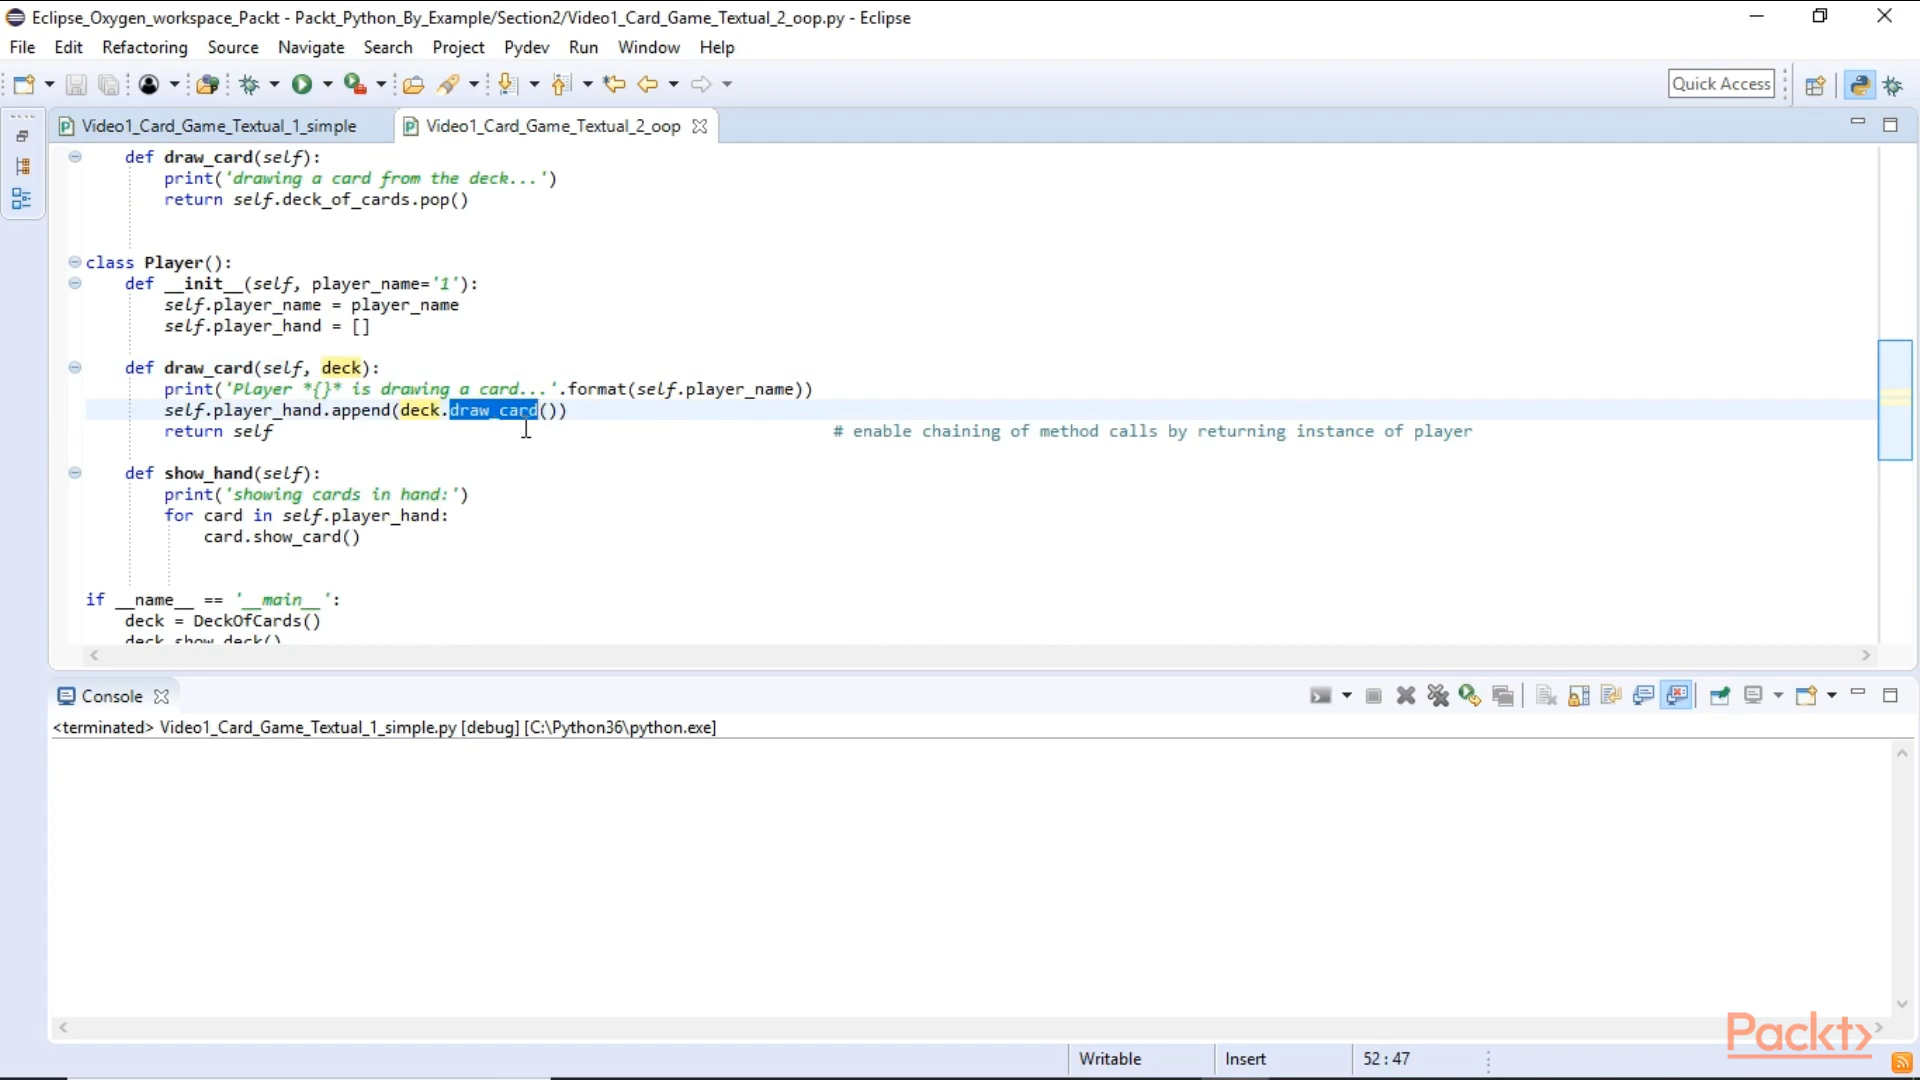 Eclipse_Oxygen_workspace_Packt - Packt_Python_By_Example/Section2/Video1_Card_Game_Textual_2_oop.py - Eclipse
File Edit Refactoring Source Navigate Search Project Pydev Run Window Help
Quick Access
Video1_Card_Game_Textual_1_simple Video1_Card_Game_Textual_2_oop
def draw_card(self):
print('drawing a card from the deck...')
return self.deck_of_cards.pop()
class Player():
def __init__(self, player_name='1'):
self.player_name = player_name
self.player_hand = []
def draw_card(self, deck):
print('Player *{}* is drawing a card...'.format(self.player_name))
self.player_hand.append(deck.draw_card())
return self # enable chaining of method calls by returning instance of player
def show_hand(self):
print('showing cards in hand:')
for card in self.player_hand:
card.show_card()
if __name__ == '__main__':
deck = DeckOfCards()
deck.show_deck()
Console
<terminated> Video1_Card_Game_Textual_1_simple.py [debug] [C:\Python36\python.exe]
Packt>
Writable Insert 52 : 47